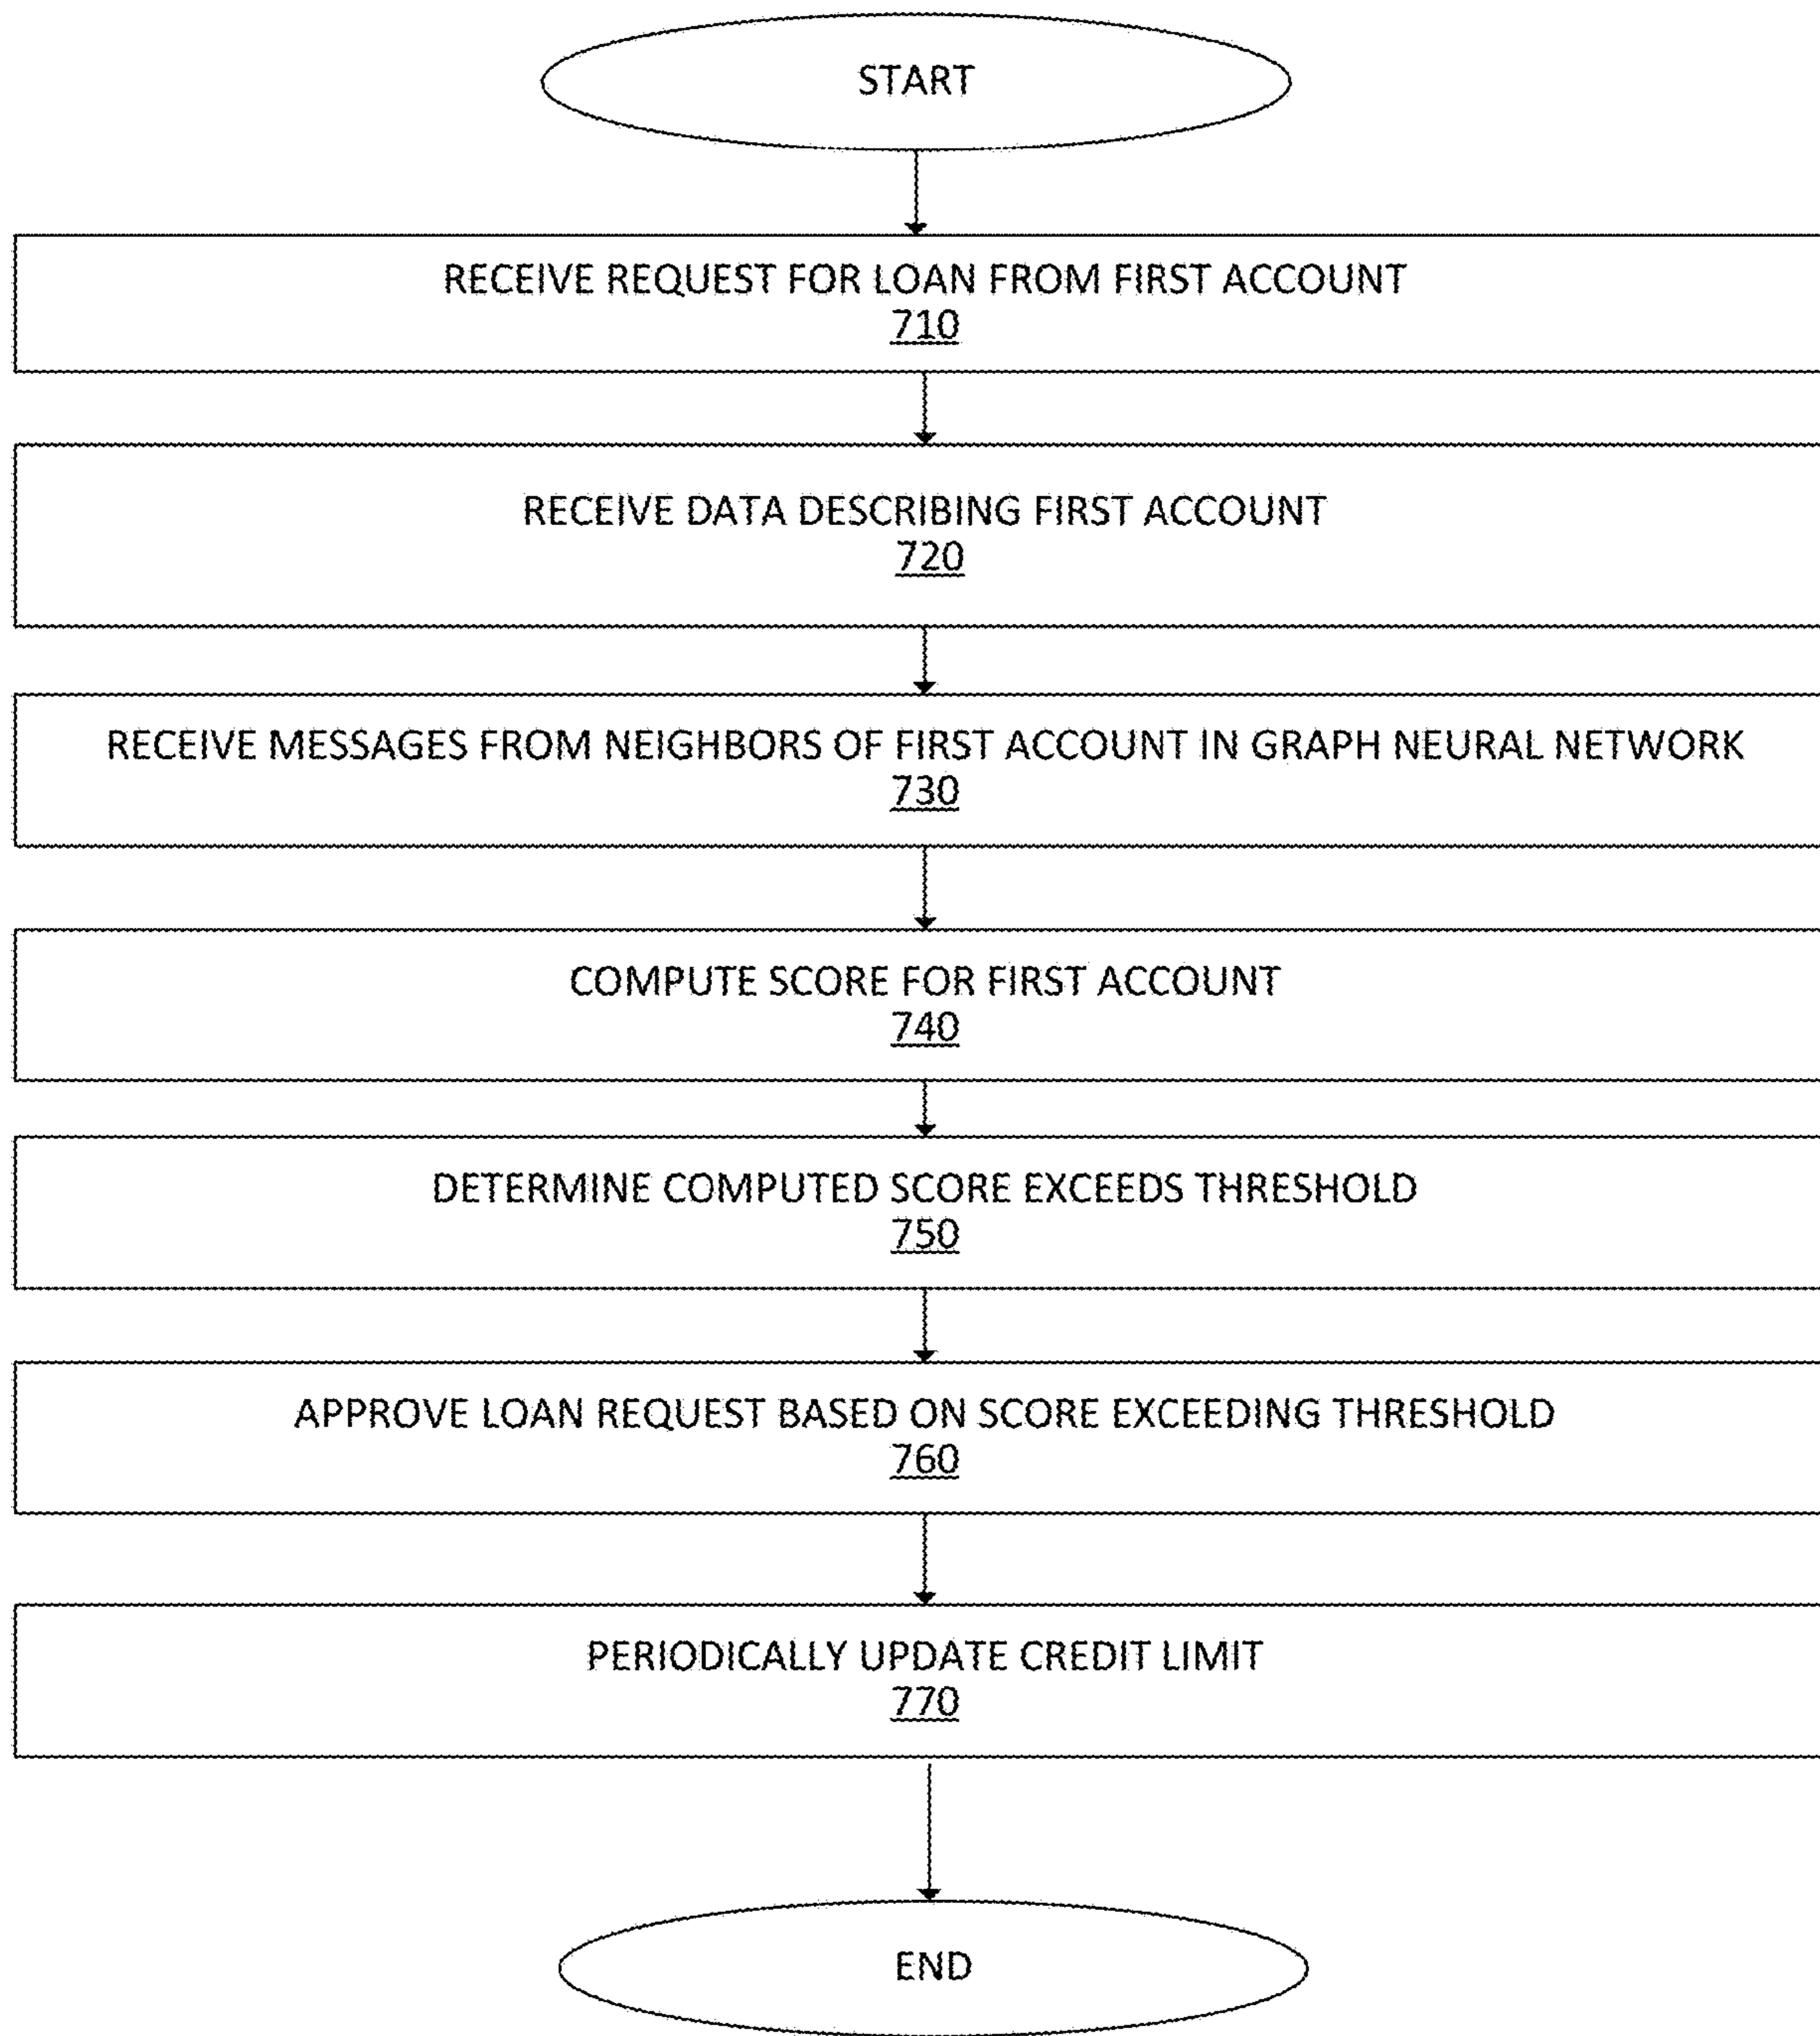 START
RECEIVE REQUEST FOR LOAN FROM FIRST ACCOUNT
710
RECEIVE DATA DESCRIBING FIRST ACCOUNT
720
RECEIVE MESSAGES FROM NEIGHBORS OF FIRST ACCOUNT IN GRAPH NEURAL NETWORK
730
COMPUTE SCORE FOR FIRST ACCOUNT
740
DETERMINE COMPUTED SCORE EXCEEDS THRESHOLD
750
APPROVE LOAN REQUEST BASED ON SCORE EXCEEDING THRESHOLD
760
PERIODICALLY UPDATE CREDIT LIMIT
770
END